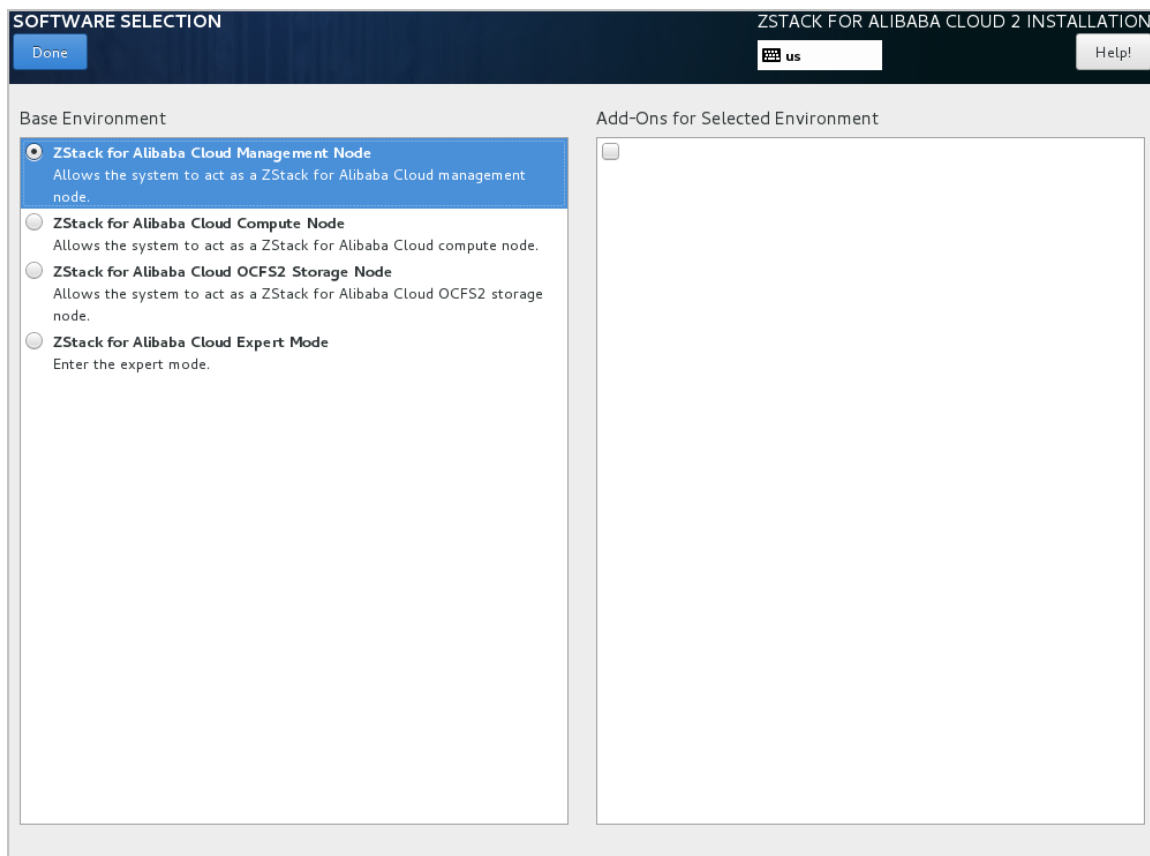 SOFTWARE SELECTION
ZSTACK FOR ALIBABA CLOUD 2 INSTALLATION
Done
us
Help!
Base Environment
ZStack for Alibaba Cloud Management Node
Allows the system to act as a ZStack for Alibaba Cloud management
node.
ZStack for Alibaba Cloud Compute Node
Allows the system to act as a ZStack for Alibaba Cloud compute node.
ZStack for Alibaba Cloud OCFS2 Storage Node
Allows the system to act as a ZStack for Alibaba Cloud OCFS2 storage
node.
ZStack for Alibaba Cloud Expert Mode
Enter the expert mode.
Add-Ons for Selected Environment